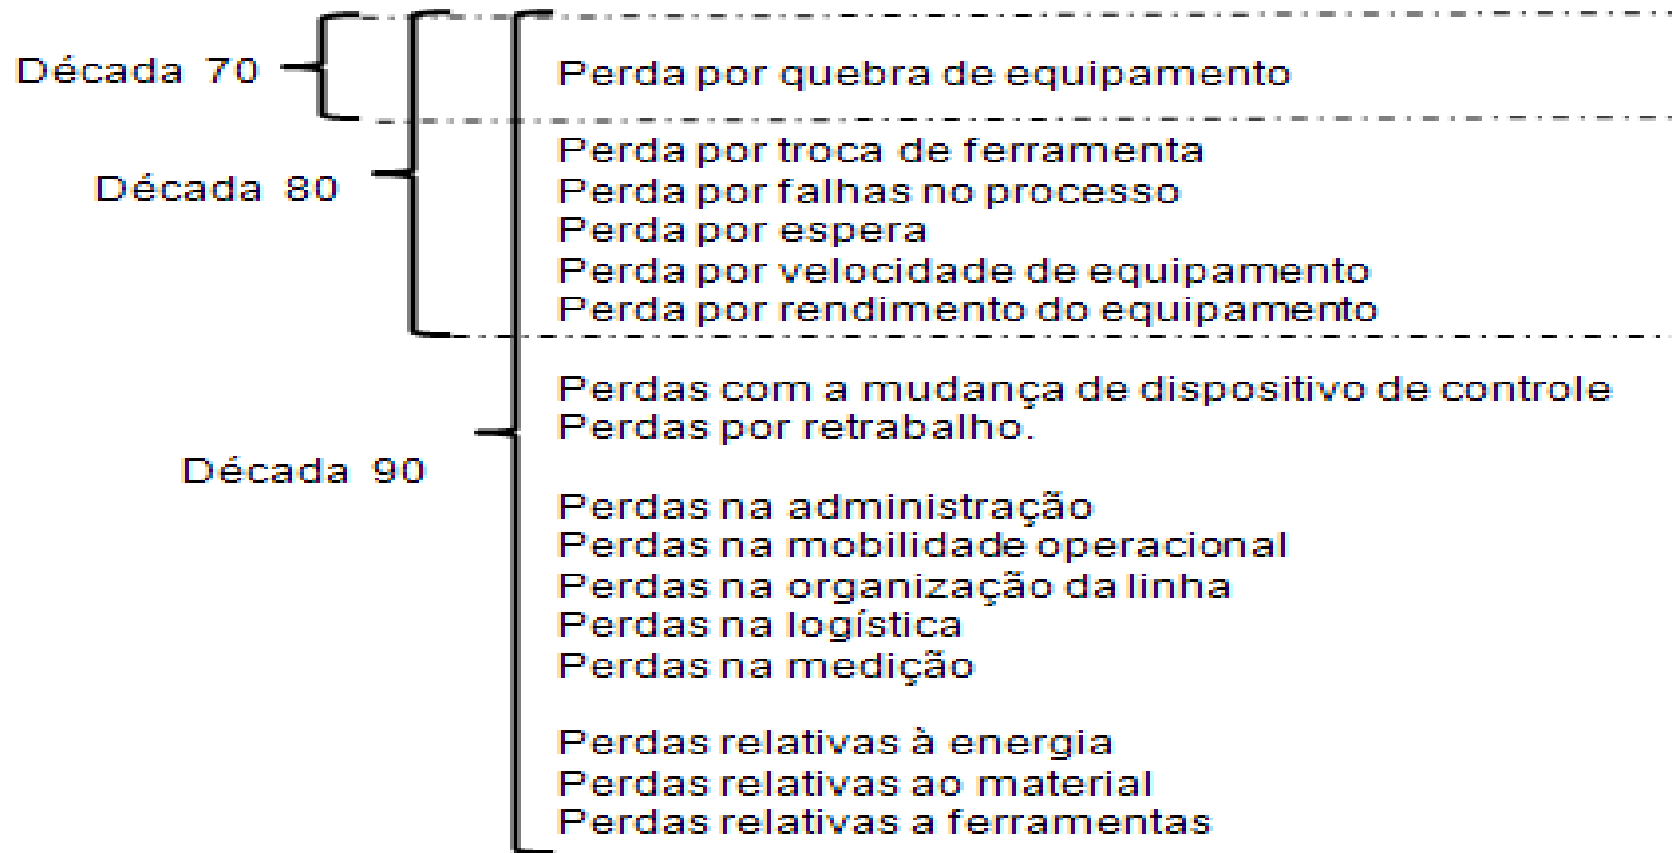 Década 70
Perda por quebra de equipamento
Década 80
Perda por troca de ferramenta
Perda por falhas no processo
Perda por espera
Perda por velocidade de equipamento
Perda por rendimento do equipamento
Década 90
Perdas com a mudança de dispositivo de controle
Perdas por retrabalho.
Perdas na administração
Perdas na mobilidade operacional
Perdas na organização da linha
Perdas na logística
Perdas na medição
Perdas relativas à energia
Perdas relativas ao material
Perdas relativas a ferramentas